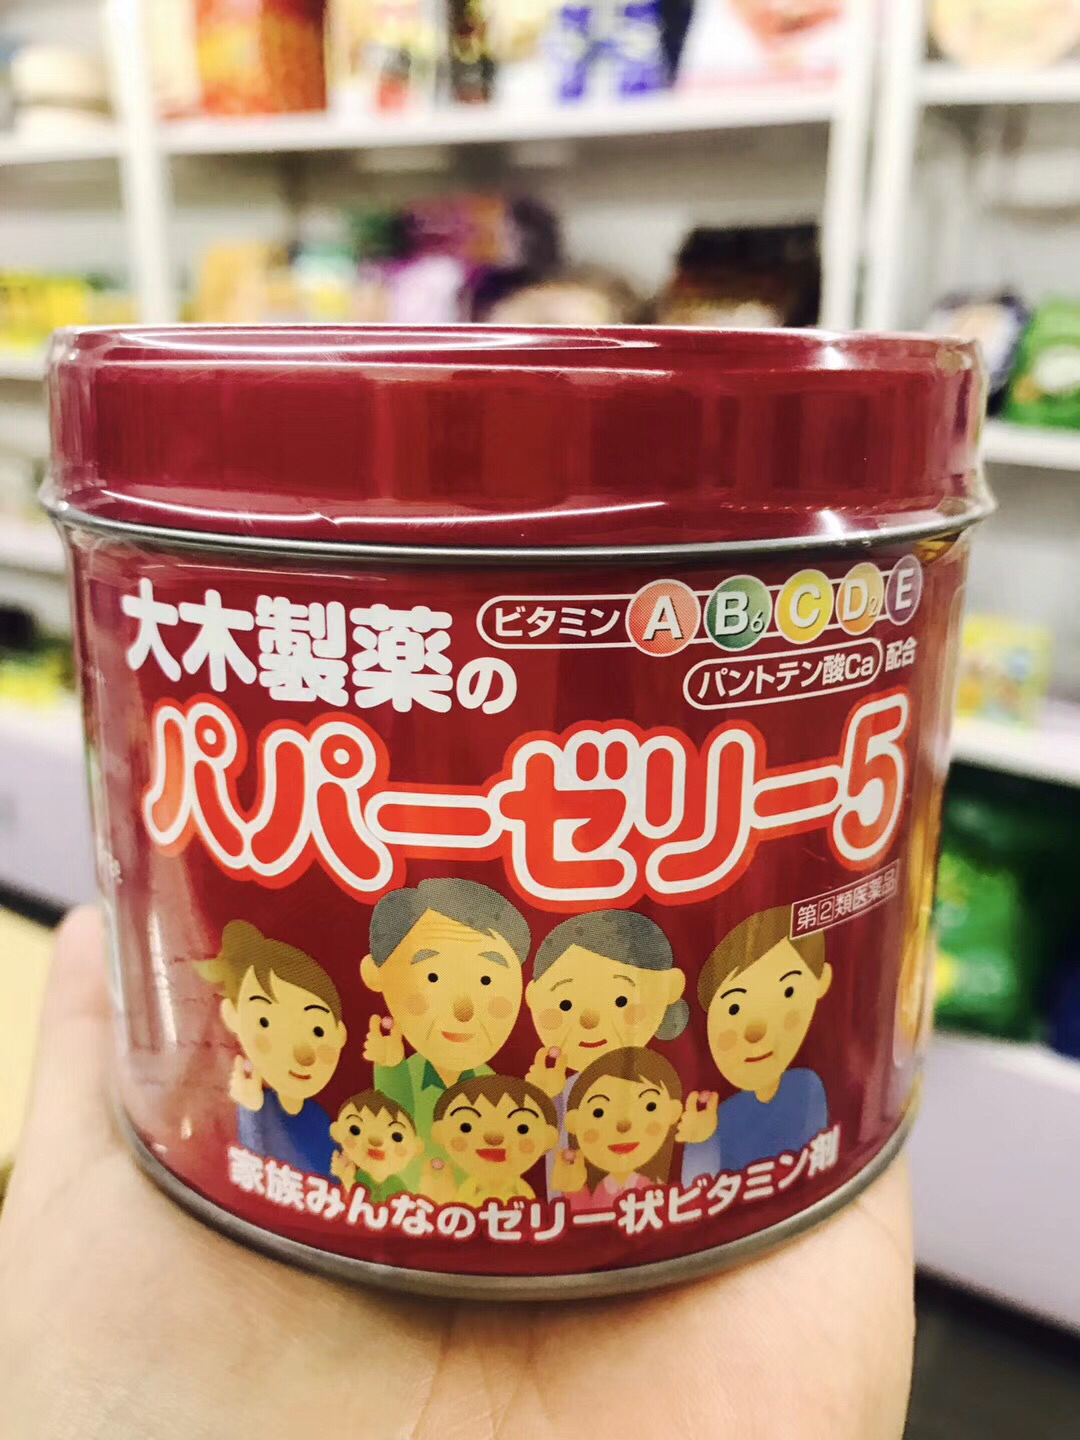 大木製薬の
ビタミン A B6 C D2 E
パントテン酸Ca 配合
パパーゼリー5
第②類医薬品
家族みんなのゼリー状ビタミン剤